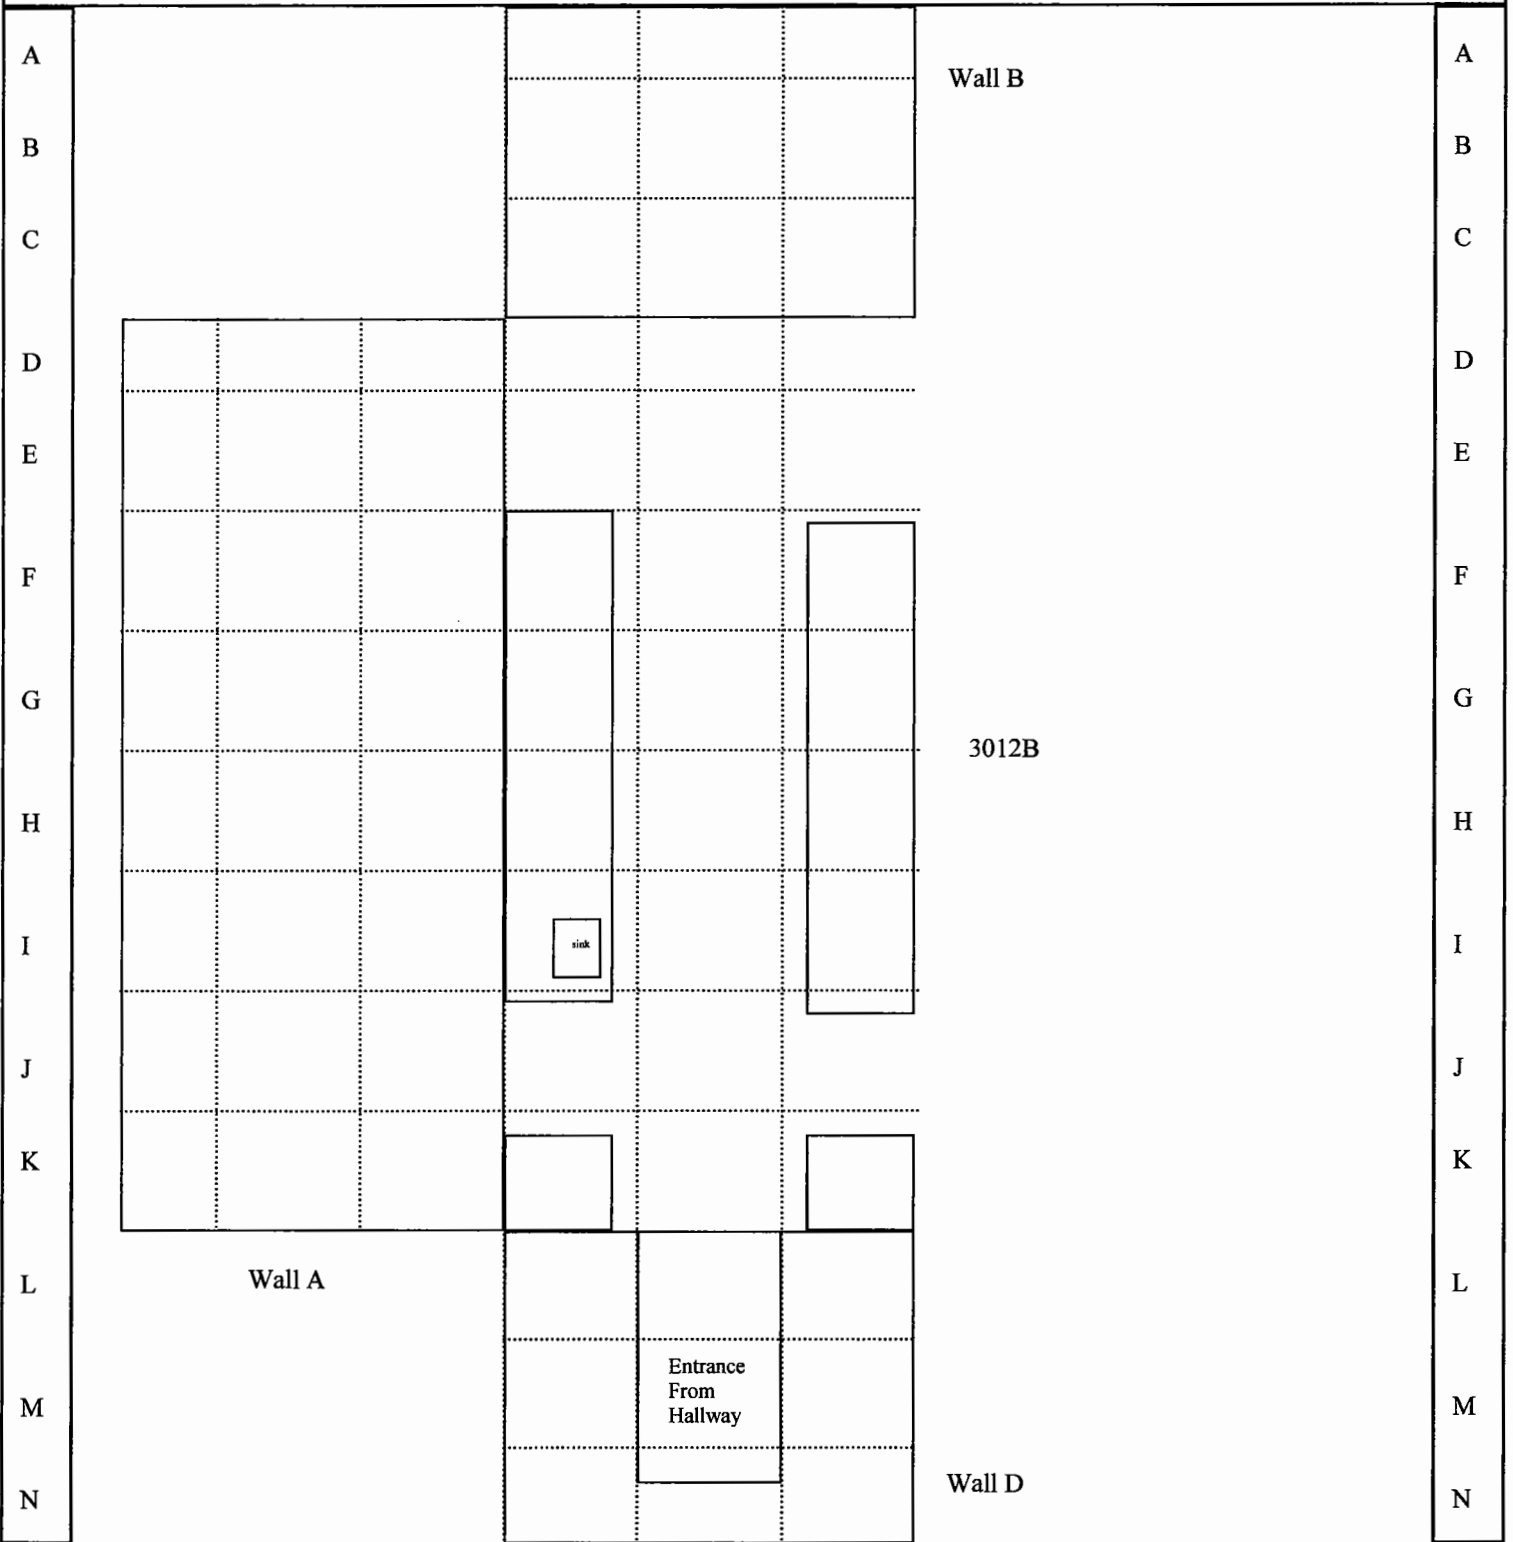 A A
Wall B
B B
C C
D D
E E
F F
G G
3012B
H H
sink
I I
J J
K K
Wall A
L L
Entrance
From
Hallway
M M
Wall D
N N